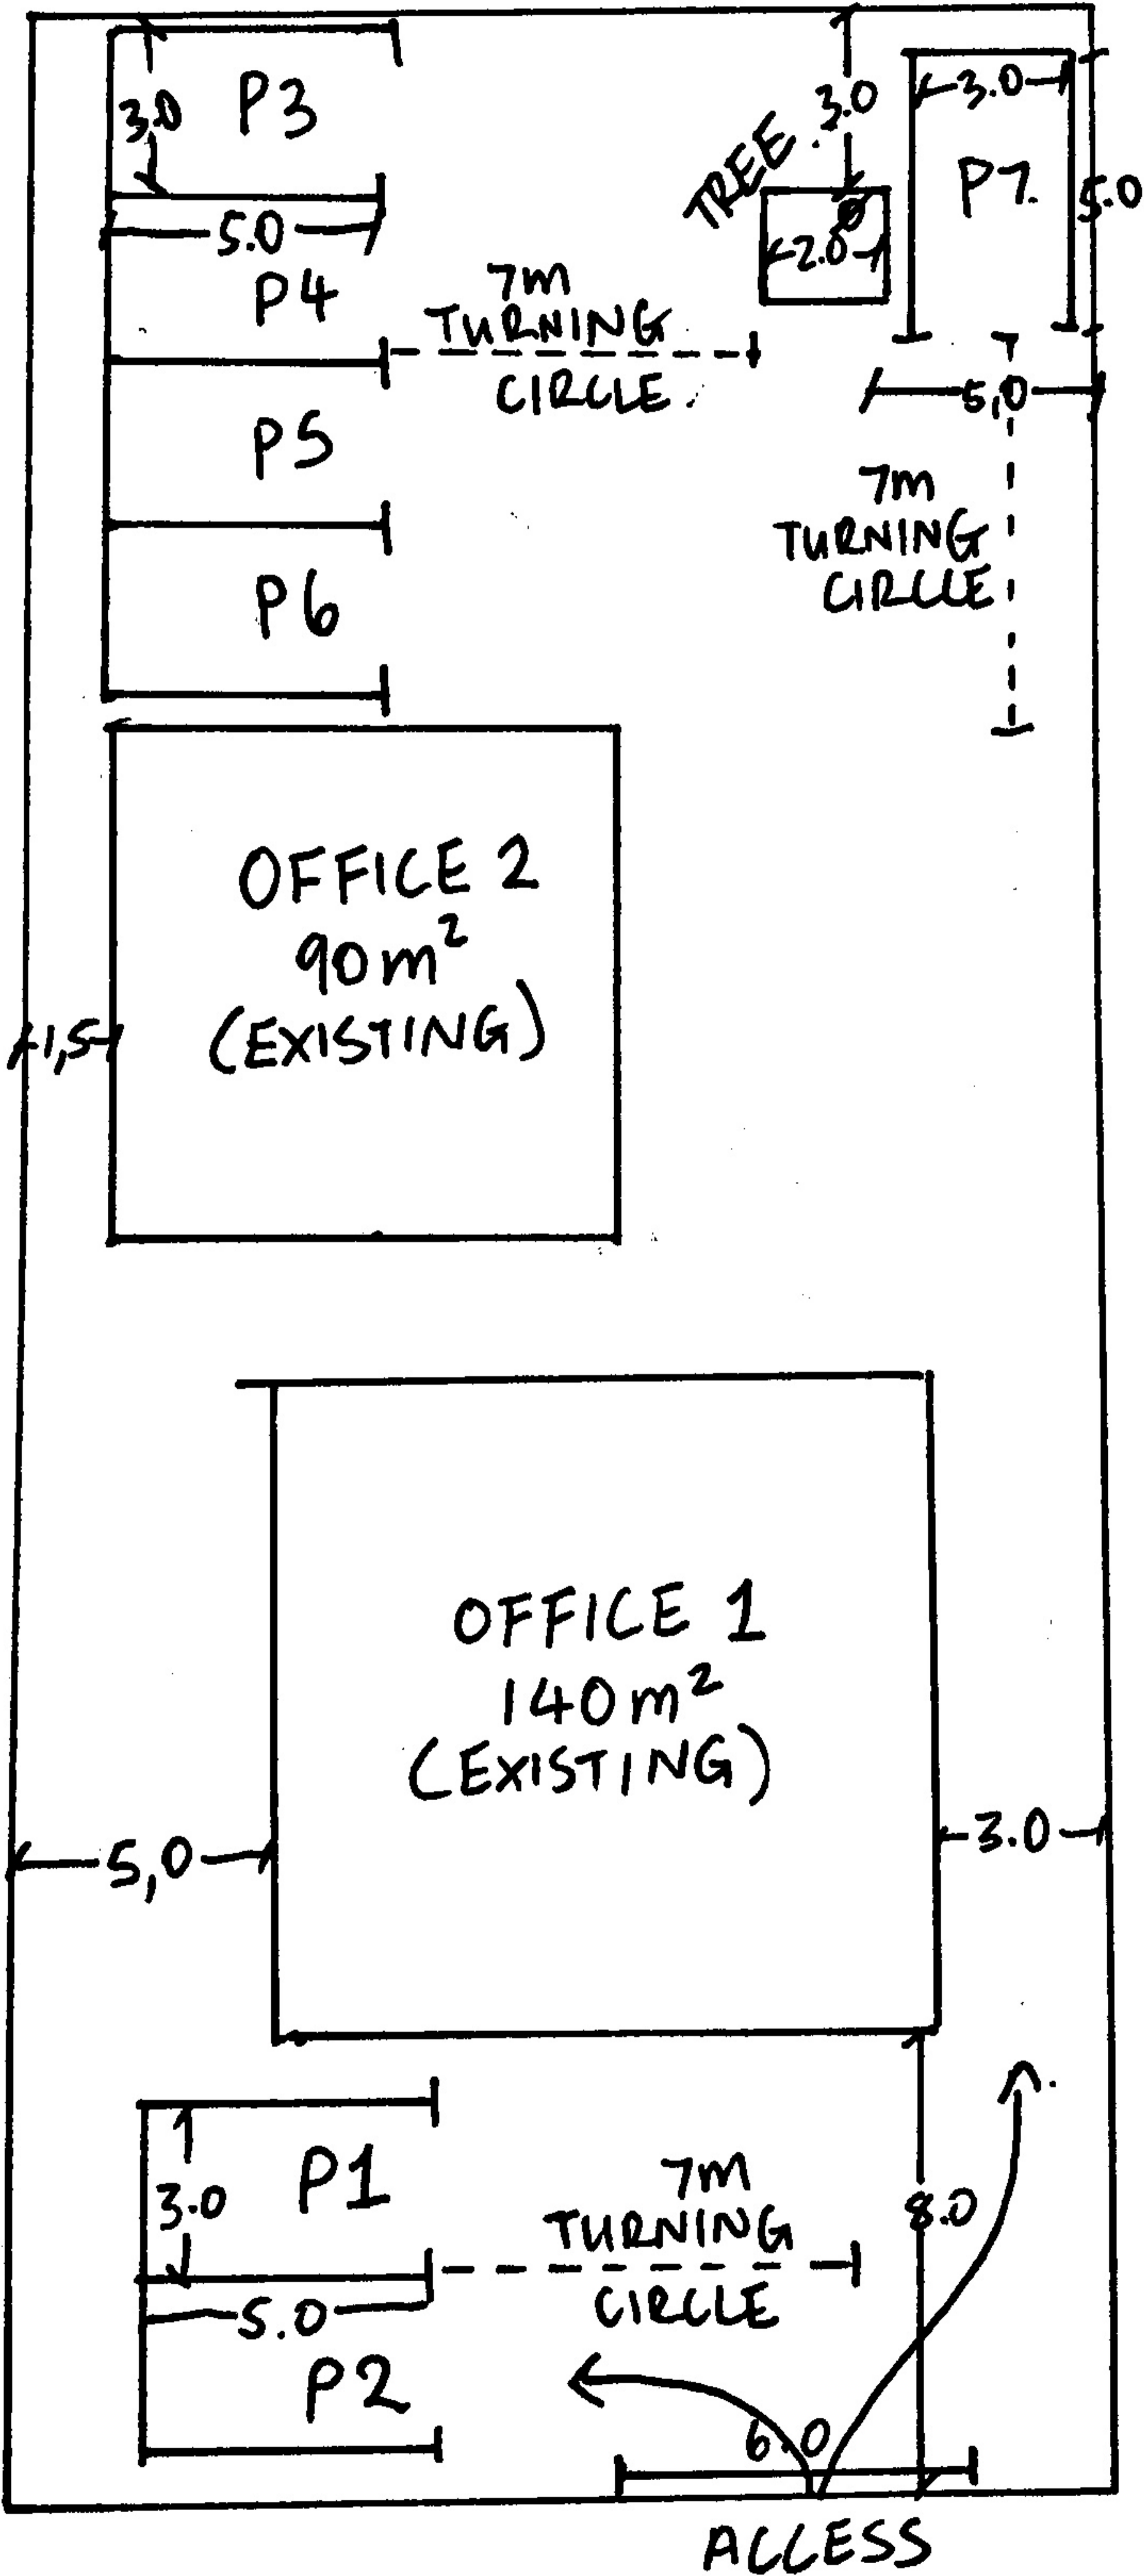 3.0
P3
5.0
P4
7m
TURNING
CIRCLE
P5
P6
TREE
3.0
2.0
3.0
P7
5.0
5,0
7m
TURNING
CIRCLE
OFFICE 2
90m²
(EXISTING)
1,5
OFFICE 1
140m²
(EXISTING)
5,0
3.0
P1
3.0
5.0
P2
7m
TURNING
CIRCLE
8.0
6.0
ACCESS